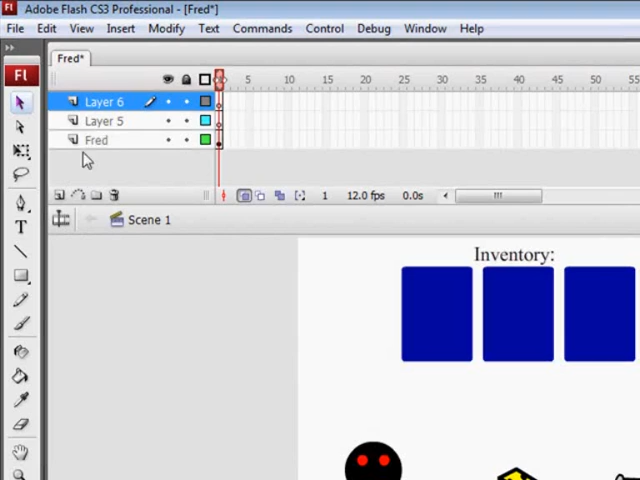 Adobe Flash CS3 Professional - [Fred*]
File Edit View Insert Modify Text Commands Control Debug Window Help
Fred*
Fl
5 10 15 20 25 30 35 40 45 50 55
Layer 6
Layer 5
Fred
1 12.0 fps 0.0s
Scene 1
T
Inventory: